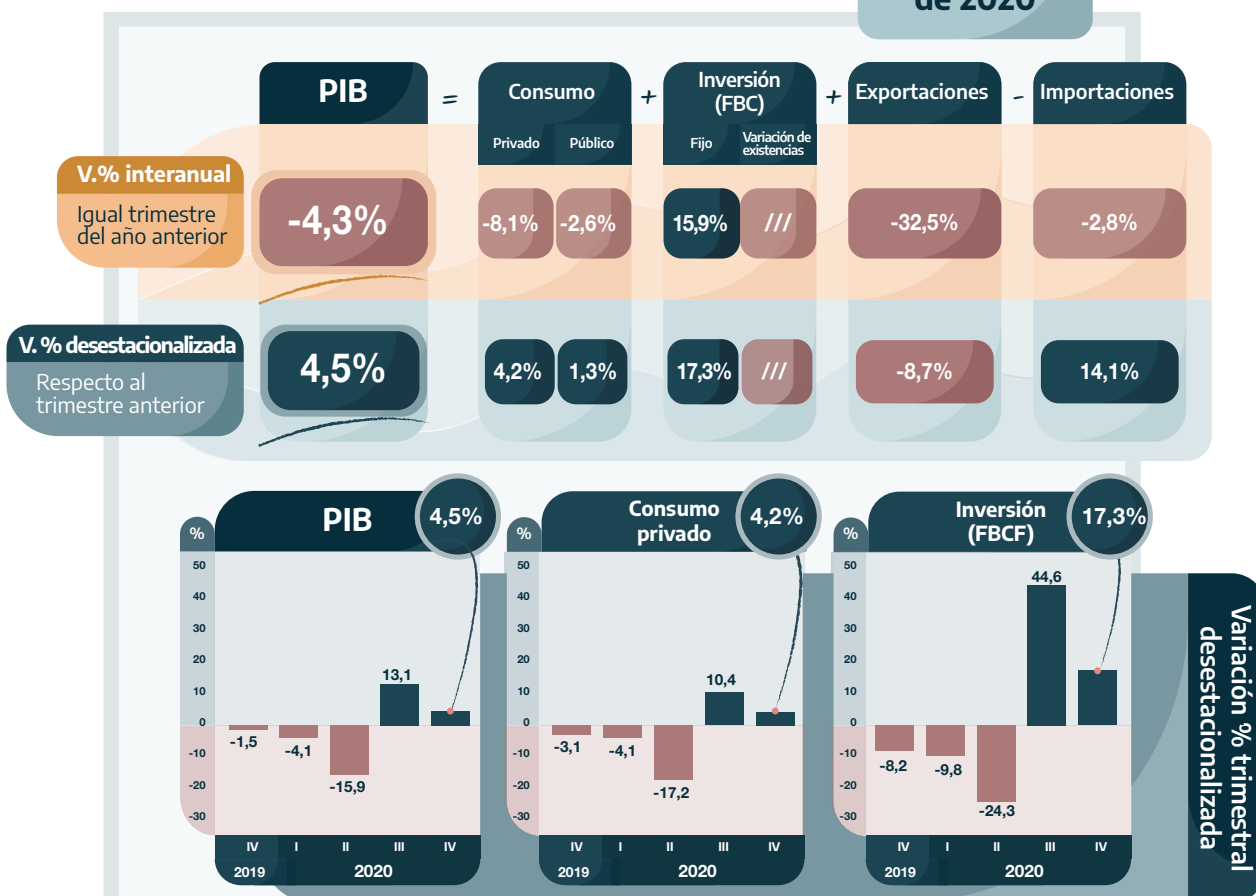 de 2020
PIB
=
Consumo
+
Inversión
(FBC)
+
Exportaciones
-
Importaciones
Privado
Público
Fijo
Variación de
existencias
V.% interanual
Igual trimestre
del año anterior
-4,3%
-8,1%
-2,6%
15,9%
///
-32,5%
-2,8%
V. % desestacionalizada
Respecto al
trimestre anterior
4,5%
4,2%
1,3%
17,3%
///
-8,7%
14,1%
%
PIB
4,5%
50
40
30
20
10
0
-10
-20
-30
-1,5
-4,1
-15,9
13,1
IV
I
II
III
IV
2019
2020
%
Consumo
privado
4,2%
50
40
30
20
10
0
-10
-20
-30
-3,1
-4,1
-17,2
10,4
IV
I
II
III
IV
2019
2020
%
Inversión
(FBCF)
17,3%
50
40
30
20
10
0
-10
-20
-30
-8,2
-9,8
-24,3
44,6
IV
I
II
III
IV
2019
2020
Variación % trimestral
desestacionalizada